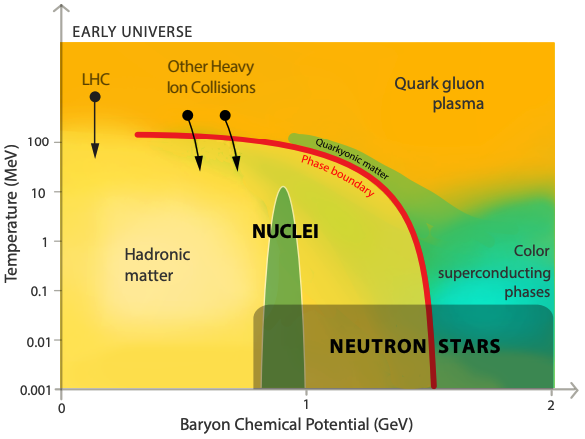 EARLY UNIVERSE
LHC
Other Heavy
Ion Collisions
Quark gluon
plasma
Quarkyonic matter
Phase boundary
NUCLEI
Hadronic
matter
Color
superconducting
phases
NEUTRON STARS
Temperature (MeV)
100
10
1
0.1
0.01
0.001
0
1
2
Baryon Chemical Potential (GeV)